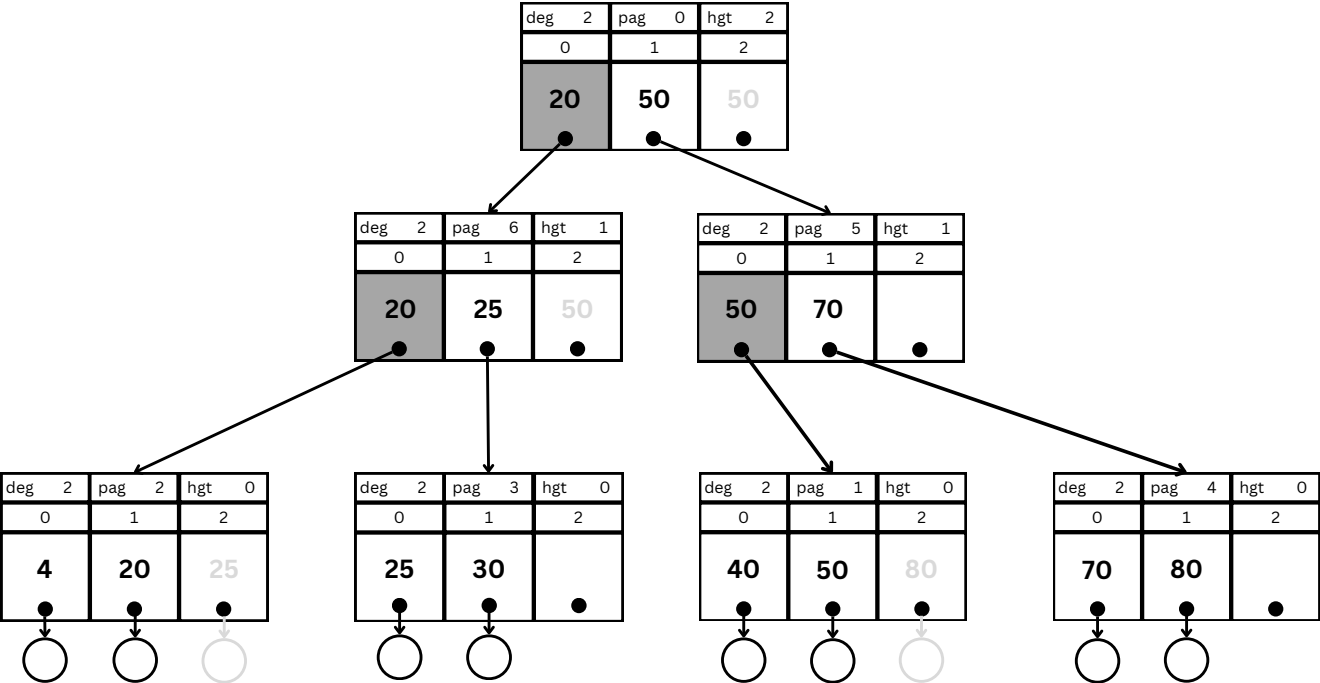 deg 2 pag 0 hgt 2
0 1 2
20 50 50
deg 2 pag 6 hgt 1
0 1 2
20 25 50
deg 2 pag 5 hgt 1
0 1 2
50 70
deg 2 pag 2 hgt 0
0 1 2
4 20 25
deg 2 pag 3 hgt 0
0 1 2
25 30
deg 2 pag 1 hgt 0
0 1 2
40 50 80
deg 2 pag 4 hgt 0
0 1 2
70 80